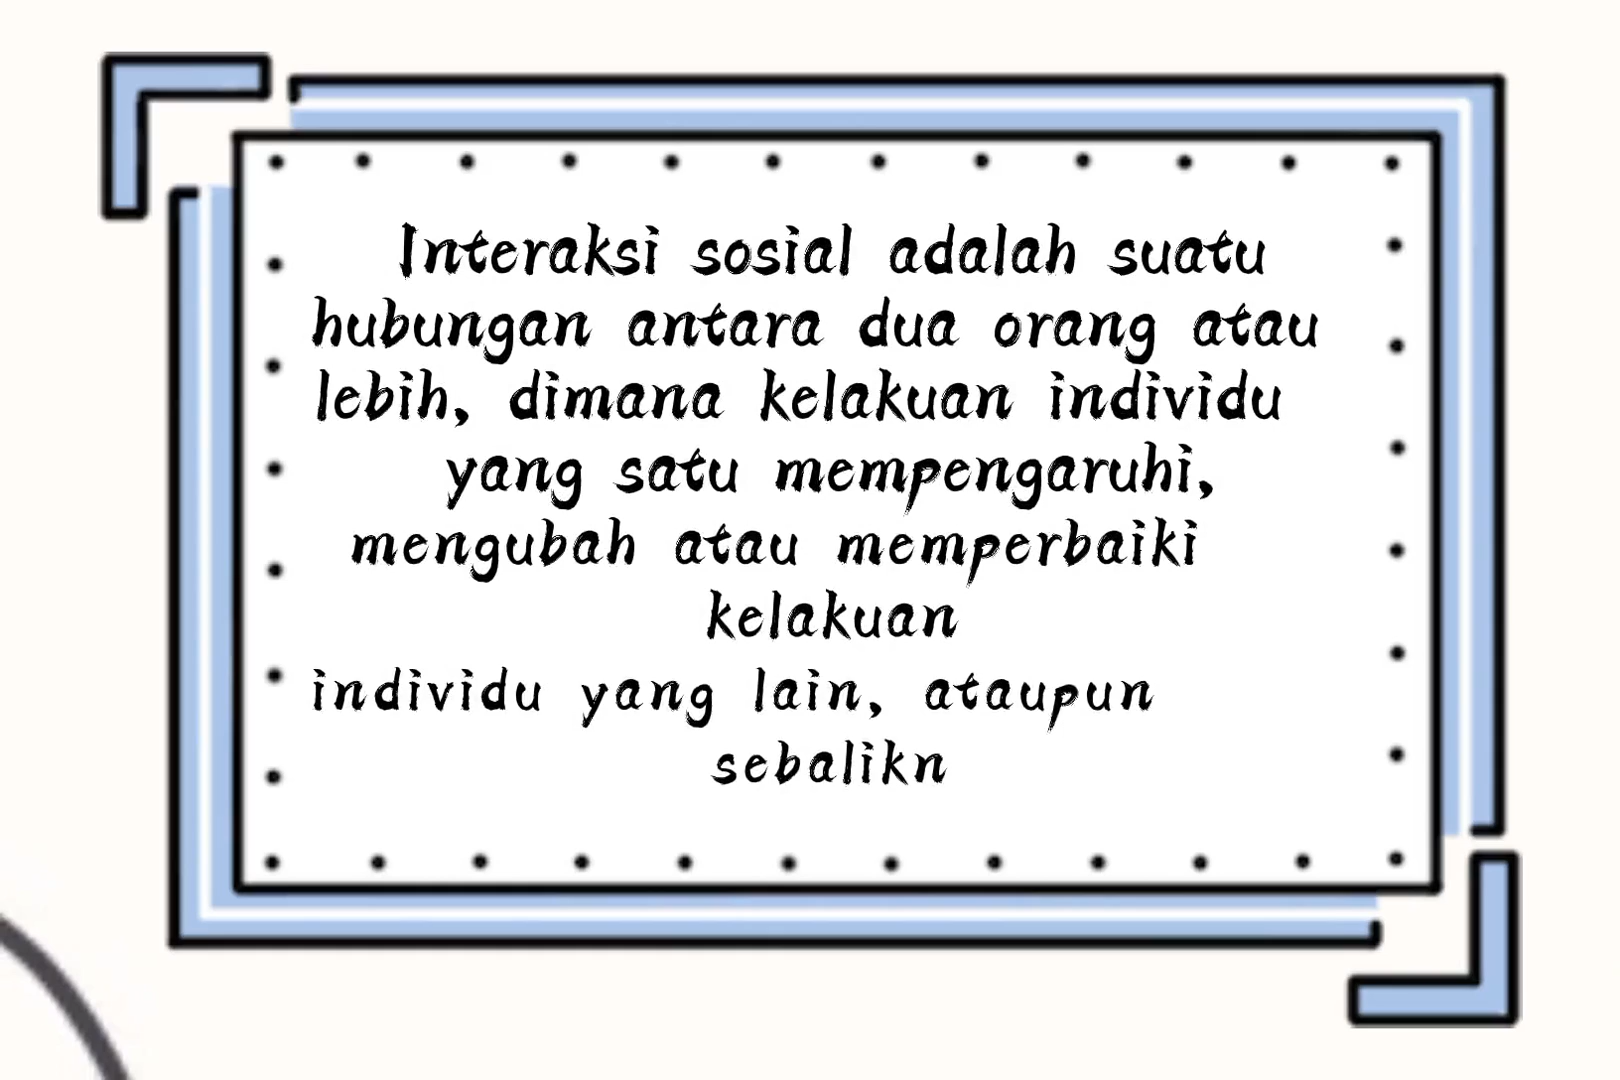 Interaksi sosial adalah suatu
hubungan antara dua orang atau
lebih, dimana kelakuan individu
yang satu mempengaruhi,
mengubah atau memperbaiki
kelakuan
individu yang lain, ataupun
sebalikn